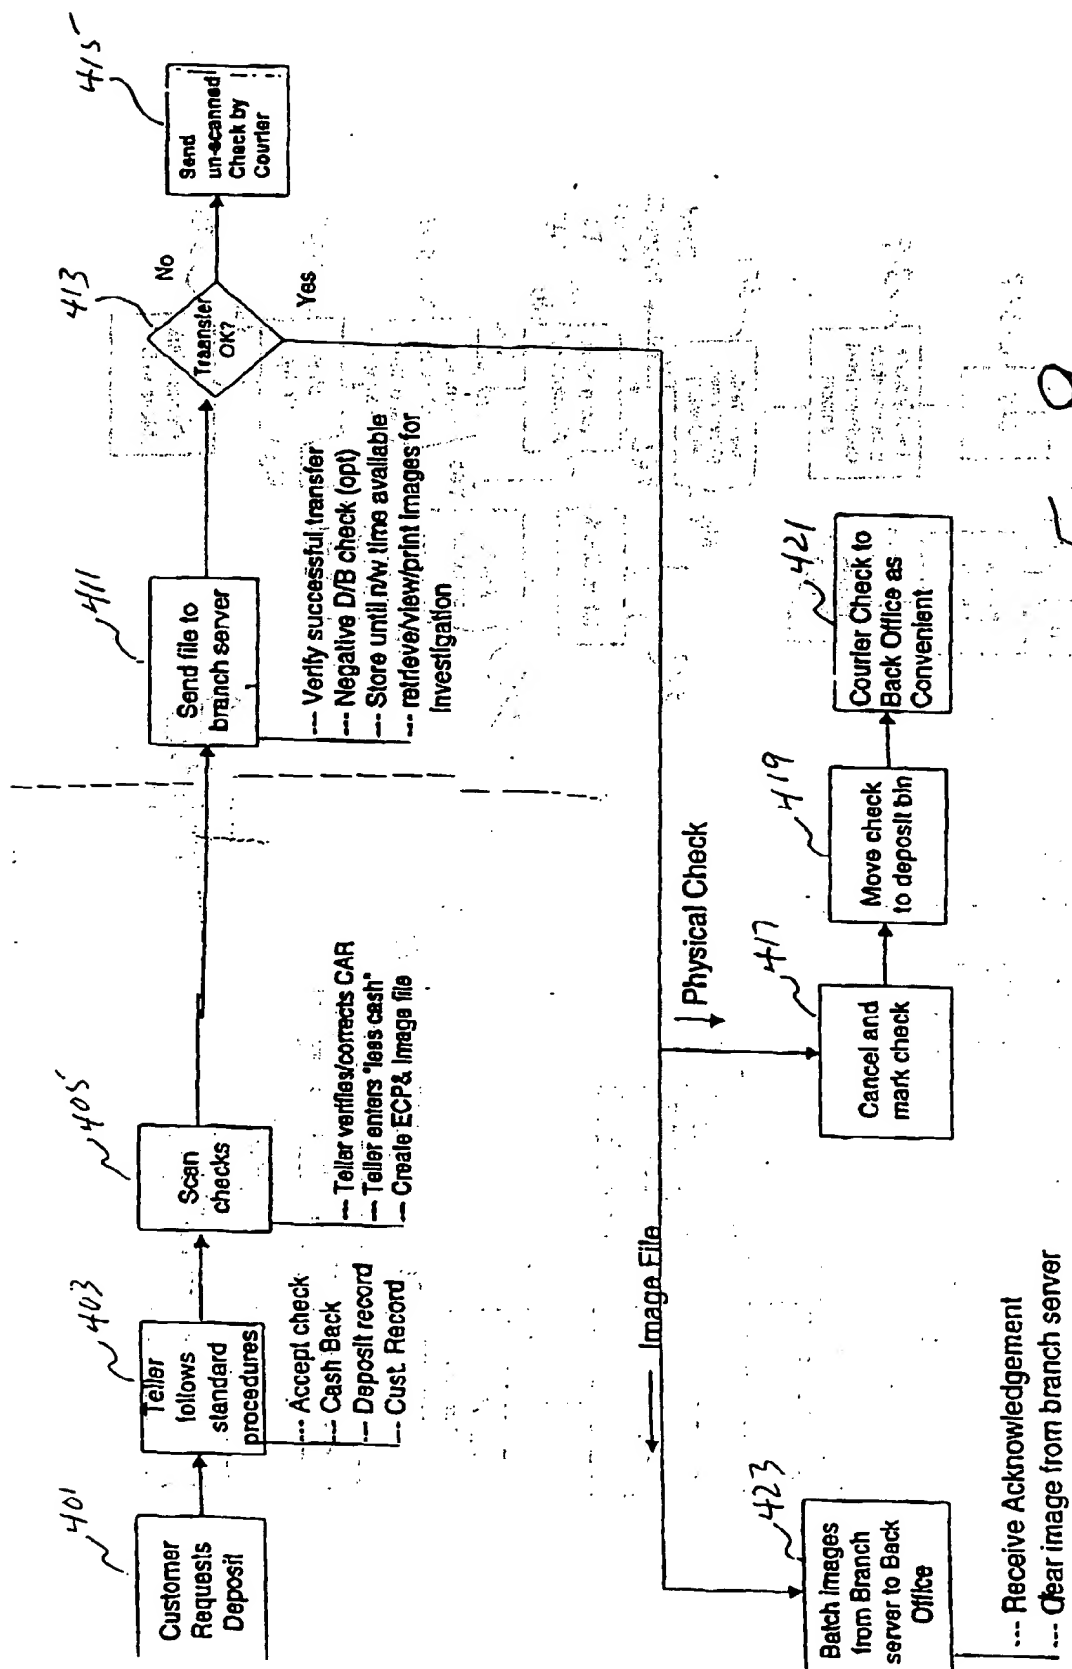 401
Customer
Requests
Deposit
403
Teller
follows
standard
procedures
--- Accept check
--- Cash Back
--- Deposit record
--- Cust. Record
405
Scan
checks
--- Teller verifies/corrects CAR
--- Teller enters "less cash"
--- Create ECP& Image file
411
Send file to
branch server
--- Verify successful transfer
--- Negative D/B check (opt)
--- Store until n/w time available
--- retrieve/view/print images for
Investigation
413
Traansfer
OK?
No
Yes
415
Send
un-scanned
Check by
Courier
Image File
Physical Check
417
Cancel and
mark check
419
Move check
to deposit bin
421
Courier Check to
Back Office as
Convenient
423
Batch Images
from Branch
server to Back
Office
--- Receive Acknowledgement
--- Clear image from branch server